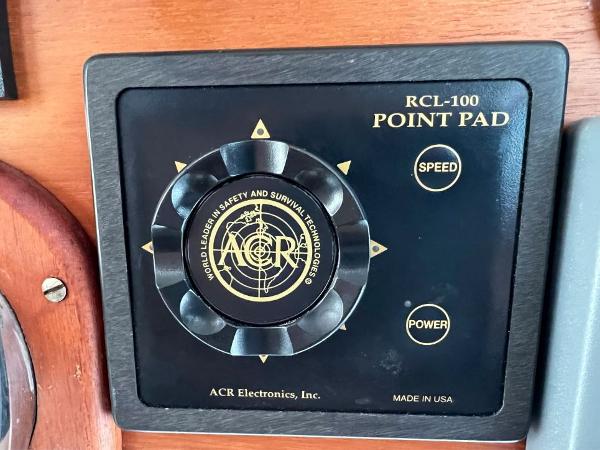 RCL-100
POINT PAD
SPEED
WORLD LEADER IN SAFETY AND SURVIVAL TECHNOLOGIES
ACR
POWER
ACR Electronics, Inc.
MADE IN USA